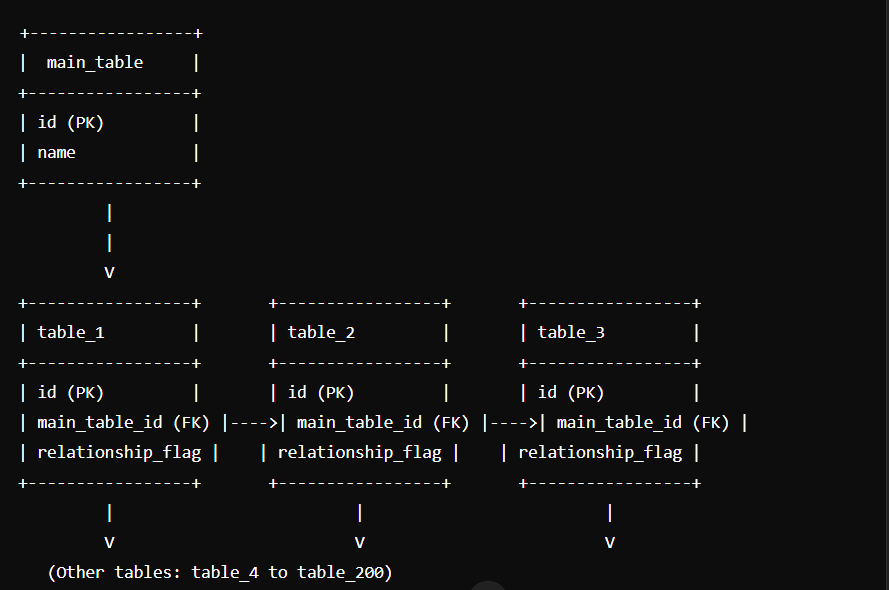 +-----------------+
|  main_table     |
+-----------------+
| id (PK)         |
| name            |
+-----------------+
         |
         |
         v
+-----------------+       +-----------------+       +-----------------+
| table_1         |       | table_2         |       | table_3         |
+-----------------+       +-----------------+       +-----------------+
| id (PK)         |       | id (PK)         |       | id (PK)         |
| main_table_id (FK) |---->| main_table_id (FK) |---->| main_table_id (FK) |
| relationship_flag |    | relationship_flag |    | relationship_flag |
+-----------------+       +-----------------+       +-----------------+
         |                         |                         |
         v                         v                         v
   (Other tables: table_4 to table_200)